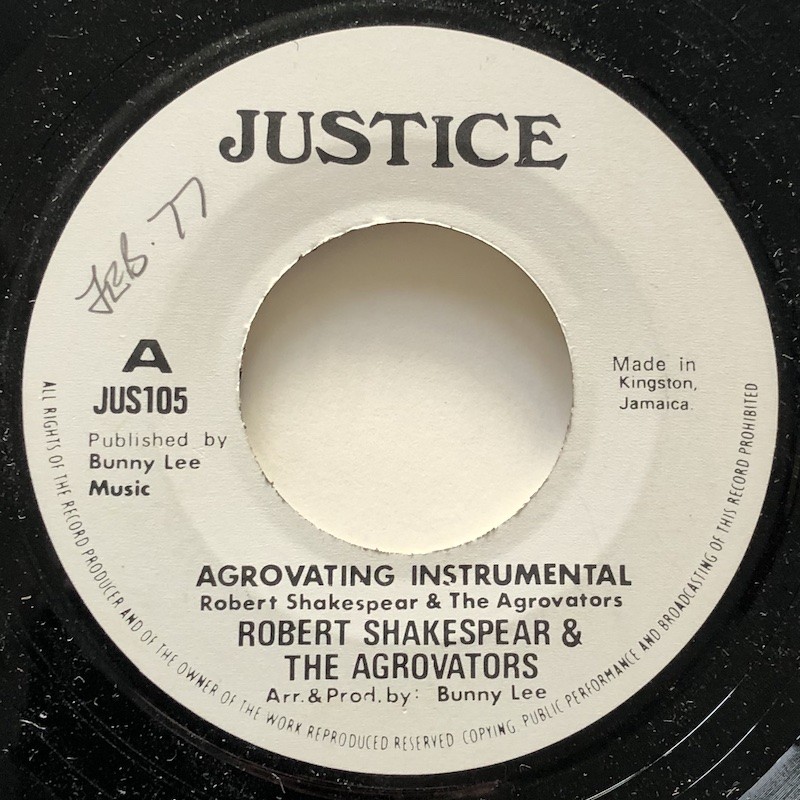 JUSTICE
FEB. 77
A
JUS105
Published by
Bunny Lee
Music
Made in
Kingston,
Jamaica.
AGROVATING INSTRUMENTAL
Robert Shakespear & The Agrovators
ROBERT SHAKESPEAR &
THE AGROVATORS
Arr.&Prod.by: Bunny Lee
ALL RIGHTS OF THE RECORD PRODUCER AND OF THE OWNER OF THE WORK REPRODUCED RESERVED COPYING, PUBLIC PERFORMANCE AND BROADCASTING OF THIS RECORD PROHIBITED